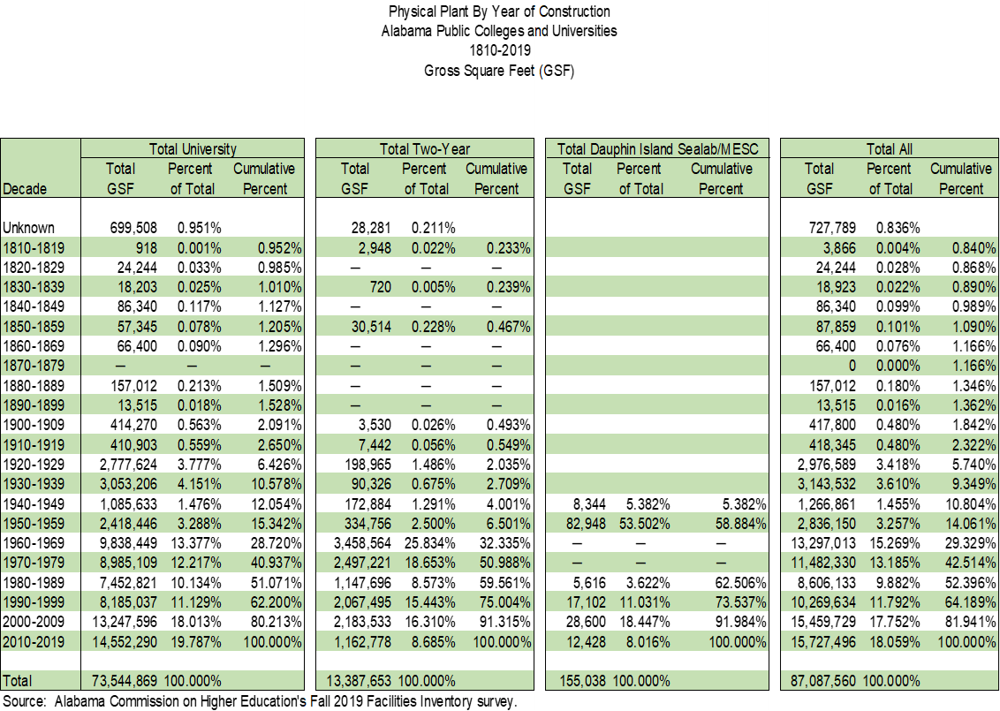 Physical Plant By Year of Construction
Alabama Public Colleges and Universities
1810-2019
Gross Square Feet (GSF)
Total University Total Two-Year Total Dauphin Island Sealab/MESC Total All
Total Percent Cumulative Total Percent Cumulative Total Percent Cumulative Total Percent Cumulative
Decade GSF of Total Percent GSF of Total Percent GSF of Total Percent GSF of Total Percent
Unknown 699,508 0.951% 28,281 0.211% 727,789 0.836%
1810-1819 918 0.001% 0.952% 2,948 0.022% 0.233% 3,866 0.004% 0.840%
1820-1829 24,244 0.033% 0.985% — — — 24,244 0.028% 0.868%
1830-1839 18,203 0.025% 1.010% 720 0.005% 0.239% 18,923 0.022% 0.890%
1840-1849 86,340 0.117% 1.127% — — — 86,340 0.099% 0.989%
1850-1859 57,345 0.078% 1.205% 30,514 0.228% 0.467% 87,859 0.101% 1.090%
1860-1869 66,400 0.090% 1.296% — — — 66,400 0.076% 1.166%
1870-1879 — — — — — — 0 0.000% 1.166%
1880-1889 157,012 0.213% 1.509% — — — 157,012 0.180% 1.346%
1890-1899 13,515 0.018% 1.528% — — — 13,515 0.016% 1.362%
1900-1909 414,270 0.563% 2.091% 3,530 0.026% 0.493% 417,800 0.480% 1.842%
1910-1919 410,903 0.559% 2.650% 7,442 0.056% 0.549% 418,345 0.480% 2.322%
1920-1929 2,777,624 3.777% 6.426% 198,965 1.486% 2.035% 2,976,589 3.418% 5.740%
1930-1939 3,053,206 4.151% 10.578% 90,326 0.675% 2.709% 3,143,532 3.610% 9.349%
1940-1949 1,085,633 1.476% 12.054% 172,884 1.291% 4.001% 8,344 5.382% 5.382% 1,266,861 1.455% 10.804%
1950-1959 2,418,446 3.288% 15.342% 334,756 2.500% 6.501% 82,948 53.502% 58.884% 2,836,150 3.257% 14.061%
1960-1969 9,838,449 13.377% 28.720% 3,458,564 25.834% 32.335% — — — 13,297,013 15.269% 29.329%
1970-1979 8,985,109 12.217% 40.937% 2,497,221 18.653% 50.988% — — — 11,482,330 13.185% 42.514%
1980-1989 7,452,821 10.134% 51.071% 1,147,696 8.573% 59.561% 5,616 3.622% 62.506% 8,606,133 9.882% 52.396%
1990-1999 8,185,037 11.129% 62.200% 2,067,495 15.443% 75.004% 17,102 11.031% 73.537% 10,269,634 11.792% 64.189%
2000-2009 13,247,596 18.013% 80.213% 2,183,533 16.310% 91.315% 28,600 18.447% 91.984% 15,459,729 17.752% 81.941%
2010-2019 14,552,290 19.787% 100.000% 1,162,778 8.685% 100.000% 12,428 8.016% 100.000% 15,727,496 18.059% 100.000%
Total 73,544,869 100.000% 13,387,653 100.000% 155,038 100.000% 87,087,560 100.000%
Source: Alabama Commission on Higher Education's Fall 2019 Facilities Inventory survey.